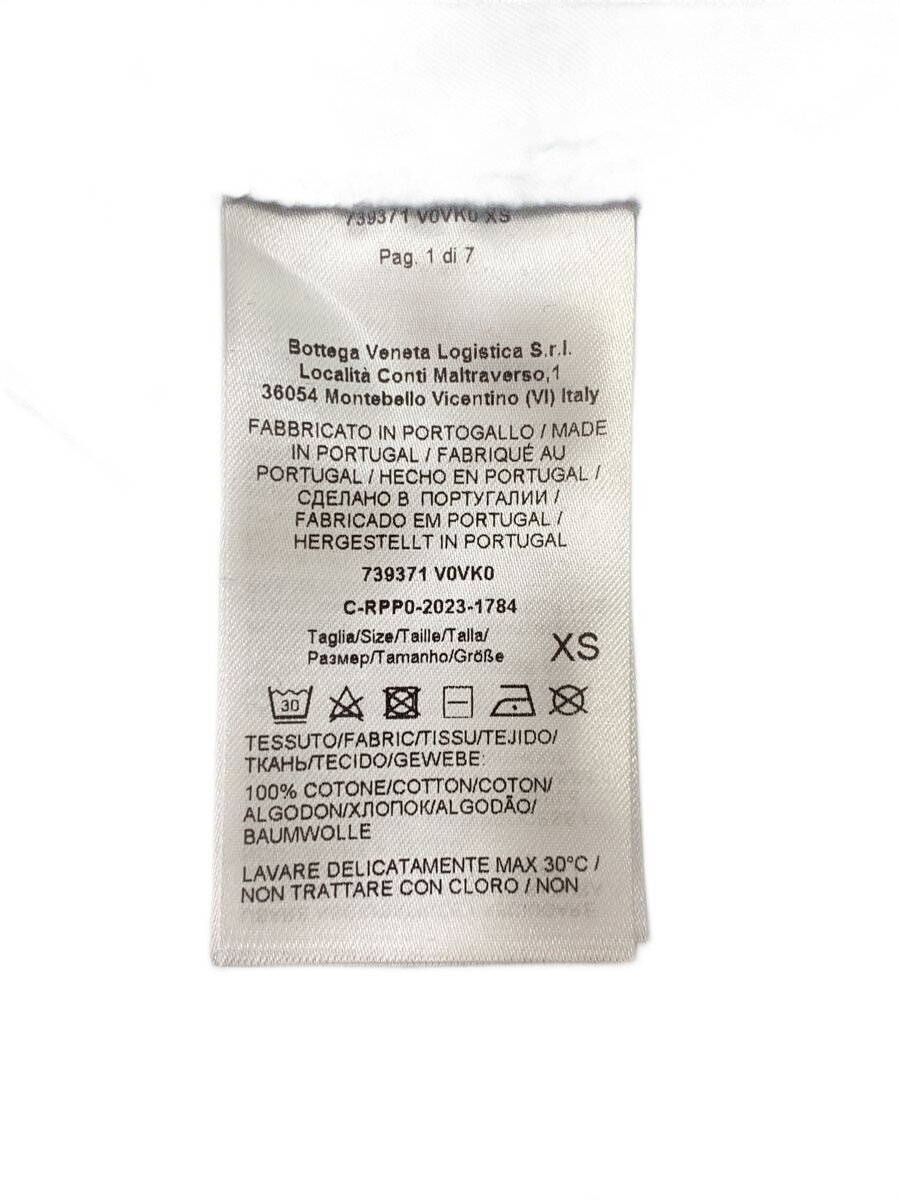 739371 V0VK0 XS
Pag. 1 di 7
Bottega Veneta Logistica S.r.l.
Località Conti Maltraverso,1
36054 Montebello Vicentino (VI) Italy
FABBRICATO IN PORTOGALLO / MADE
IN PORTUGAL / FABRIQUÉ AU
PORTUGAL / HECHO EN PORTUGAL /
СДЕЛАНО В ПОРТУГАЛИИ /
FABRICADO EM PORTUGAL /
HERGESTELLT IN PORTUGAL
739371 V0VK0
C-RPP0-2023-1784
Taglia/Size/Taille/Talla/
Размер/Tamanho/Größe
XS
30
TESSUTO/FABRIC/TISSU/TEJIDO/
ТКАНЬ/TECIDO/GEWEBE:
100% COTONE/COTTON/COTON/
ALGODON/ХЛОПОК/ALGODÃO/
BAUMWOLLE
LAVARE DELICATAMENTE MAX 30°C /
NON TRATTARE CON CLORO / NON